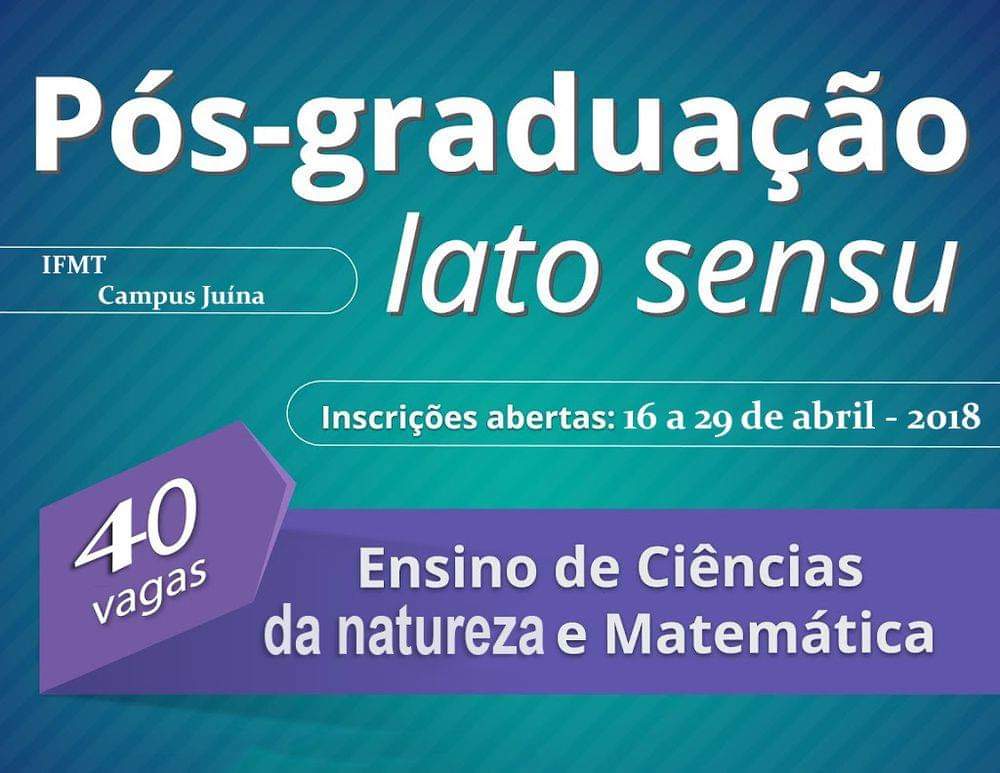 Pós-graduação
lato sensu
IFMT
Campus Juína
Inscrições abertas: 16 a 29 de abril - 2018
40
vagas
Ensino de Ciências
da natureza e Matemática